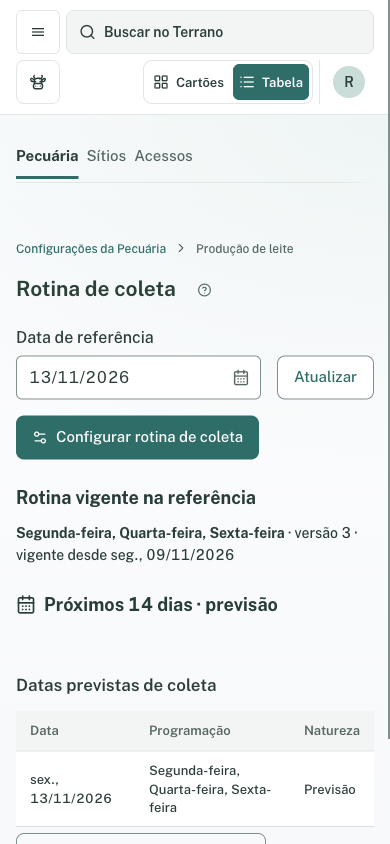 Buscar no Terrano
Cartões
Tabela
R
Pecuária Sítios Acessos
Configurações da Pecuária > Produção de leite
Rotina de coleta
Data de referência
13/11/2026
Atualizar
Configurar rotina de coleta
Rotina vigente na referência
Segunda-feira, Quarta-feira, Sexta-feira · versão 3 ·
vigente desde seg., 09/11/2026
Próximos 14 dias · previsão
Datas previstas de coleta
Data Programação Natureza
sex.,
13/11/2026
Segunda-feira,
Quarta-feira, Sexta-
feira
Previsão